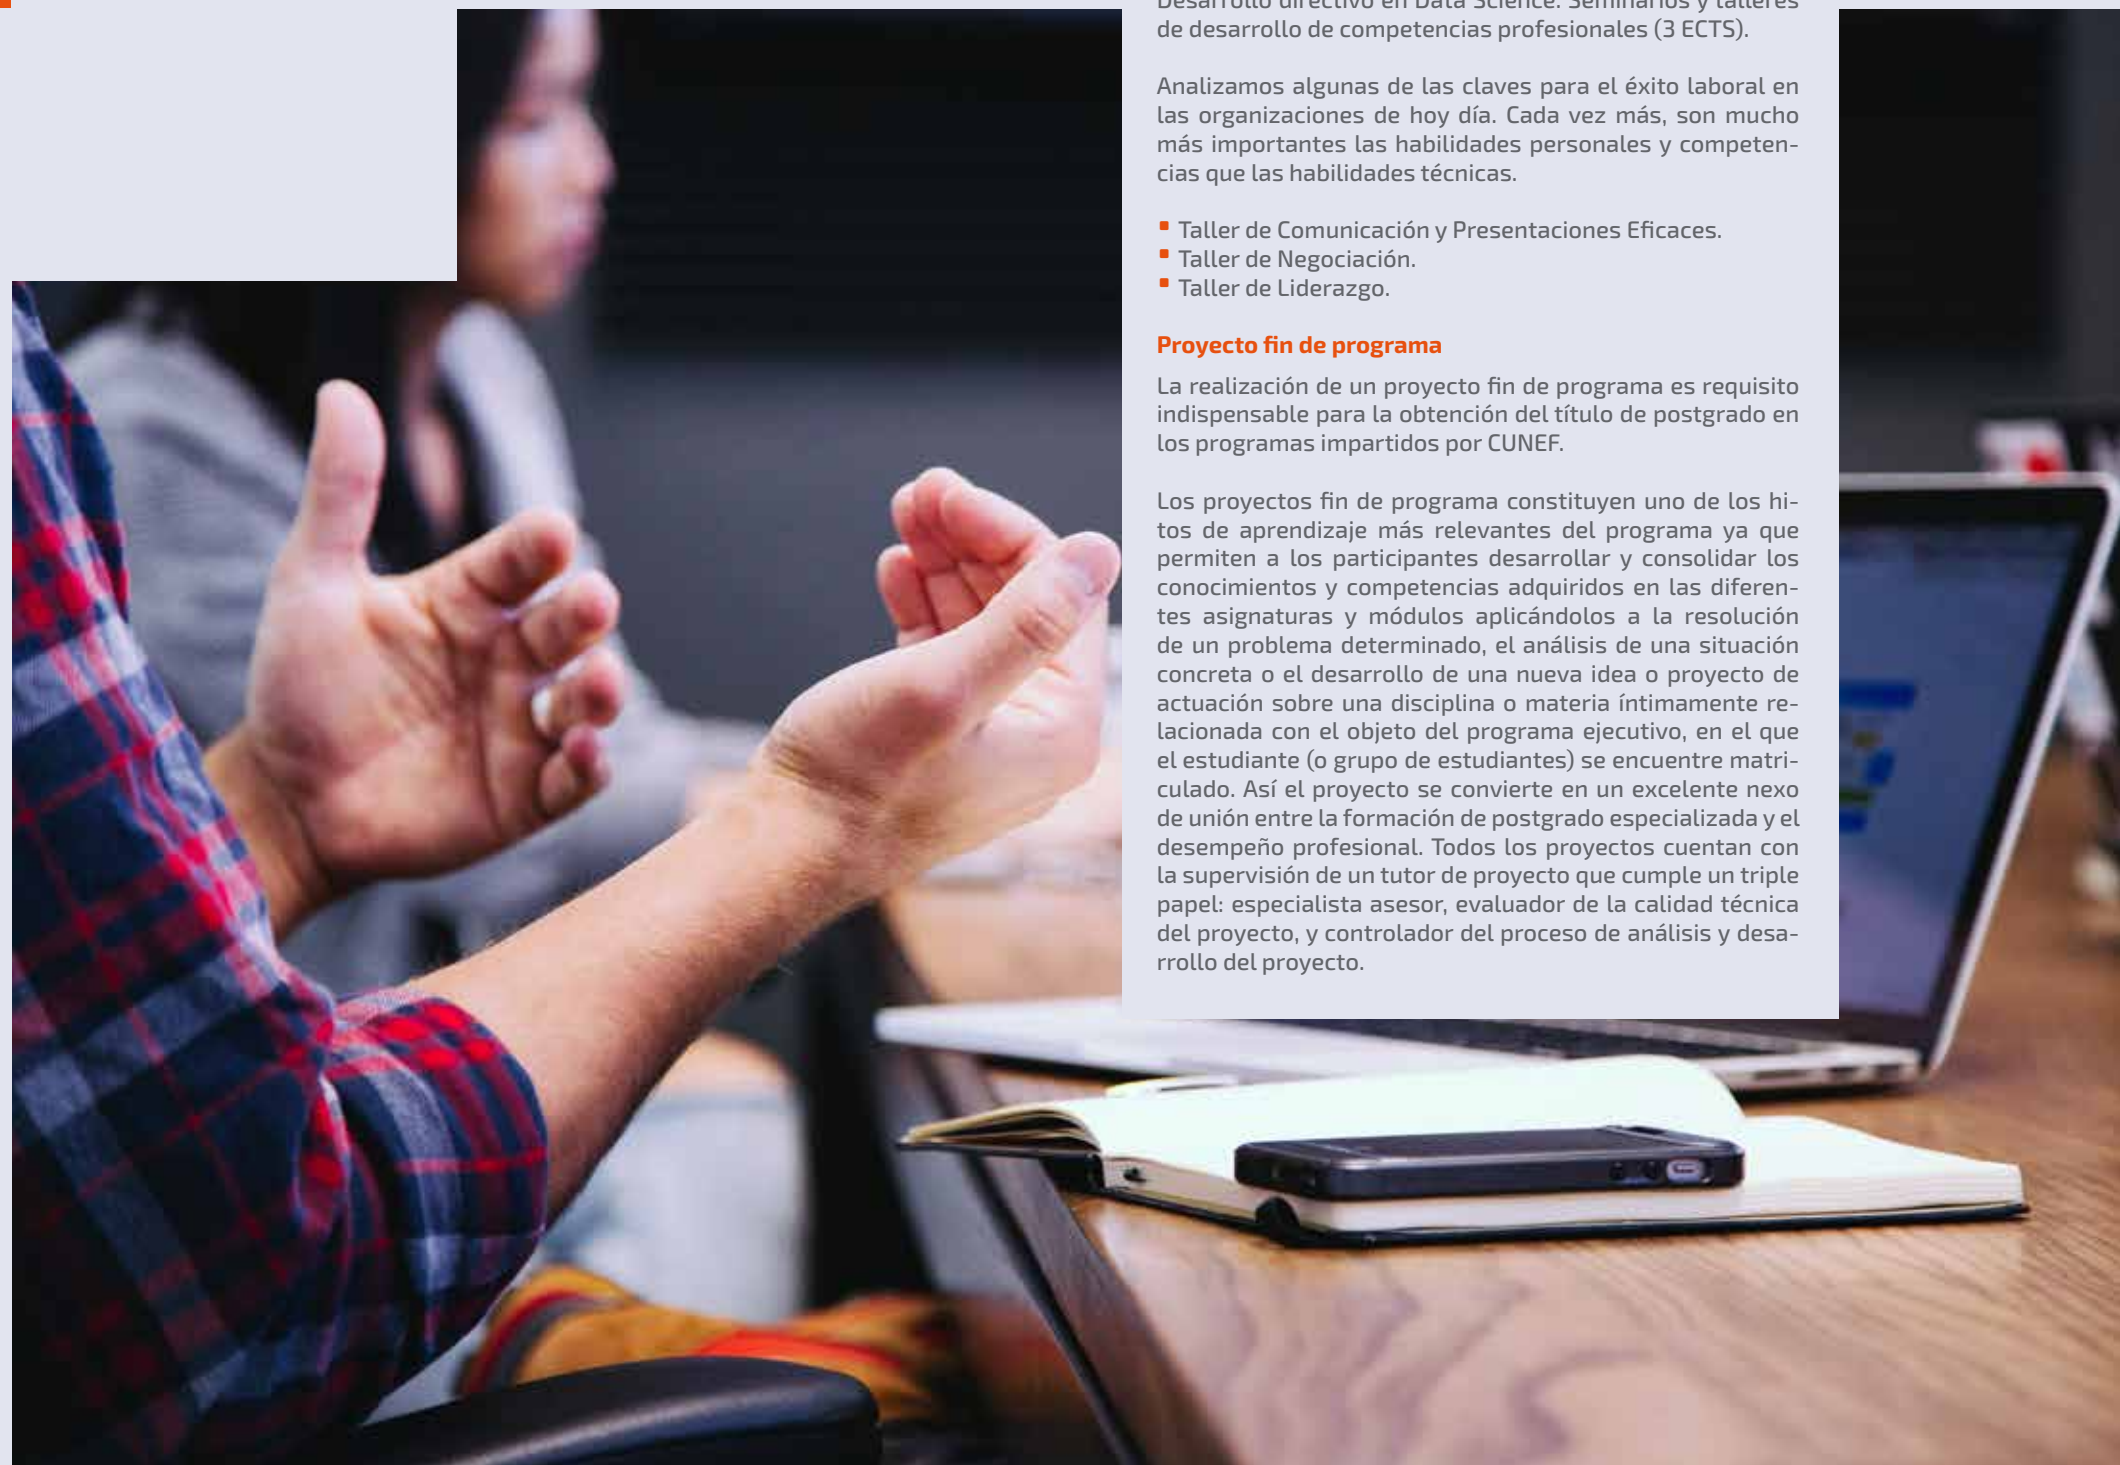 Desarrollo directivo en Data Science: Seminarios y talleres
de desarrollo de competencias profesionales (3 ECTS).
Analizamos algunas de las claves para el éxito laboral en
las organizaciones de hoy día. Cada vez más, son mucho
más importantes las habilidades personales y competen-
cias que las habilidades técnicas.
Taller de Comunicación y Presentaciones Eficaces.
Taller de Negociación.
Taller de Liderazgo.
Proyecto fin de programa
La realización de un proyecto fin de programa es requisito
indispensable para la obtención del título de postgrado en
los programas impartidos por CUNEF.
Los proyectos fin de programa constituyen uno de los hi-
tos de aprendizaje más relevantes del programa ya que
permiten a los participantes desarrollar y consolidar los
conocimientos y competencias adquiridos en las diferen-
tes asignaturas y módulos aplicándolos a la resolución
de un problema determinado, el análisis de una situación
concreta o el desarrollo de una nueva idea o proyecto de
actuación sobre una disciplina o materia íntimamente re-
lacionada con el objeto del programa ejecutivo, en el que
el estudiante (o grupo de estudiantes) se encuentre matri-
culado. Así el proyecto se convierte en un excelente nexo
de unión entre la formación de postgrado especializada y el
desempeño profesional. Todos los proyectos cuentan con
la supervisión de un tutor de proyecto que cumple un triple
papel: especialista asesor, evaluador de la calidad técnica
del proyecto, y controlador del proceso de análisis y desa-
rrollo del proyecto.